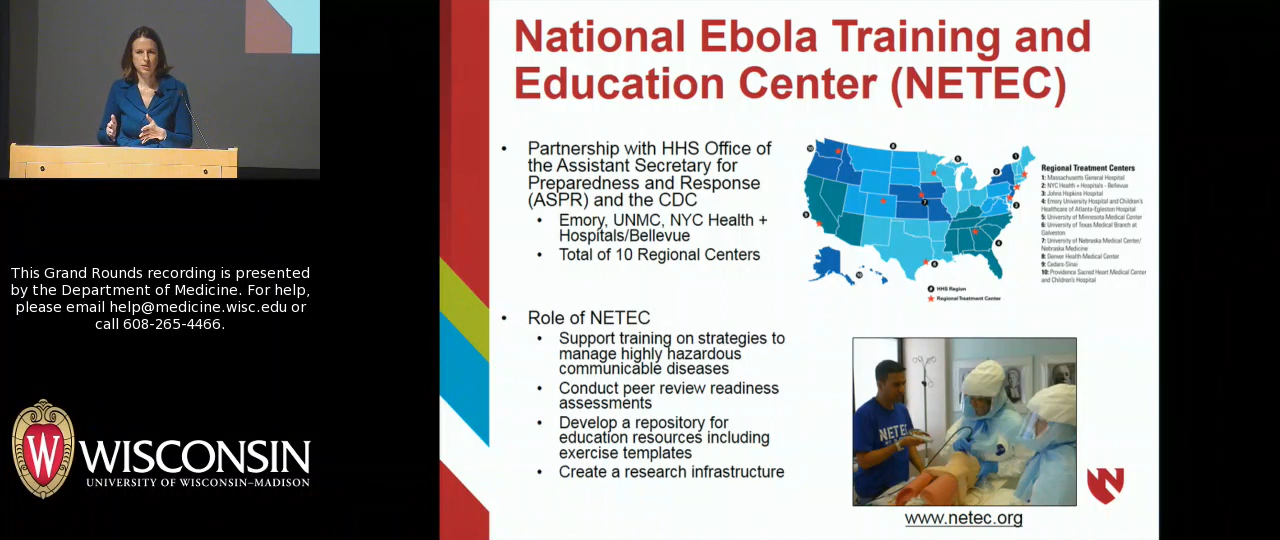 National Ebola Training and
Education Center (NETEC)
• Partnership with HHS Office of
the Assistant Secretary for
Preparedness and Response
(ASPR) and the CDC
• Emory, UNMC, NYC Health +
Hospitals/Bellevue
• Total of 10 Regional Centers
• Role of NETEC
• Support training on strategies to
manage highly hazardous
communicable diseases
• Conduct peer review readiness
assessments
• Develop a repository for
education resources including
exercise templates
• Create a research infrastructure
Regional Treatment Centers
1: Massachusetts General Hospital
2: NYC Health + Hospitals - Bellevue
3: Johns Hopkins Hospital
4: Emory University Hospital and Children's
Healthcare of Atlanta-Egleston Hospital
5: University of Minnesota Medical Center
6: University of Texas Medical Branch at
Galveston
7: University of Nebraska Medical Center/
Nebraska Medicine
8: Denver Health Medical Center
9: Cedars-Sinai
10: Providence Sacred Heart Medical Center
and Children's Hospital
HHS Region
Regional Treatment Center
NETEC
www.netec.org
This Grand Rounds recording is presented
by the Department of Medicine. For help,
please email help@medicine.wisc.edu or
call 608-265-4466.
W
WISCONSIN
UNIVERSITY OF WISCONSIN–MADISON